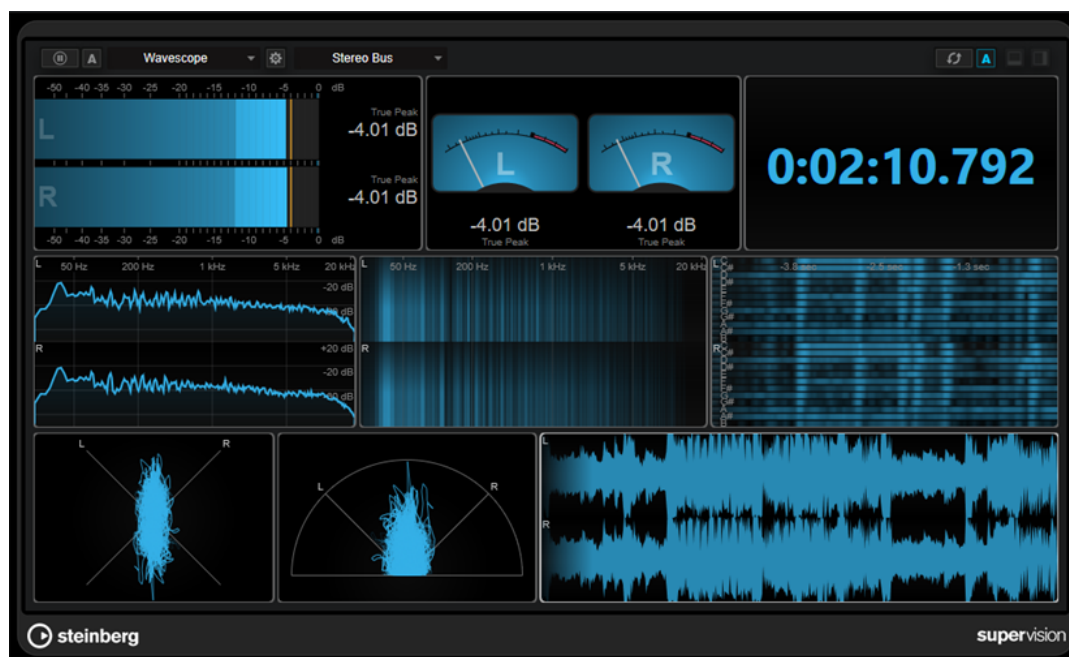 A Wavescope Stereo Bus A
-50 -40 -35 -30 -25 -20 -15 -10 -5 0 dB
L
True Peak
-4.01 dB
R
True Peak
-4.01 dB
-50 -40 -35 -30 -25 -20 -15 -10 -5 0 dB
L
R
-4.01 dB
True Peak
-4.01 dB
True Peak
0:02:10.792
L 50 Hz 200 Hz 1 kHz 5 kHz 20 kHz
-20 dB
R +20 dB
-20 dB
L 50 Hz 200 Hz 1 kHz 5 kHz 20 kHz
R
L -3.8 sec -2.5 sec -1.3 sec
R
L R
L R
L
R
steinberg
supervision